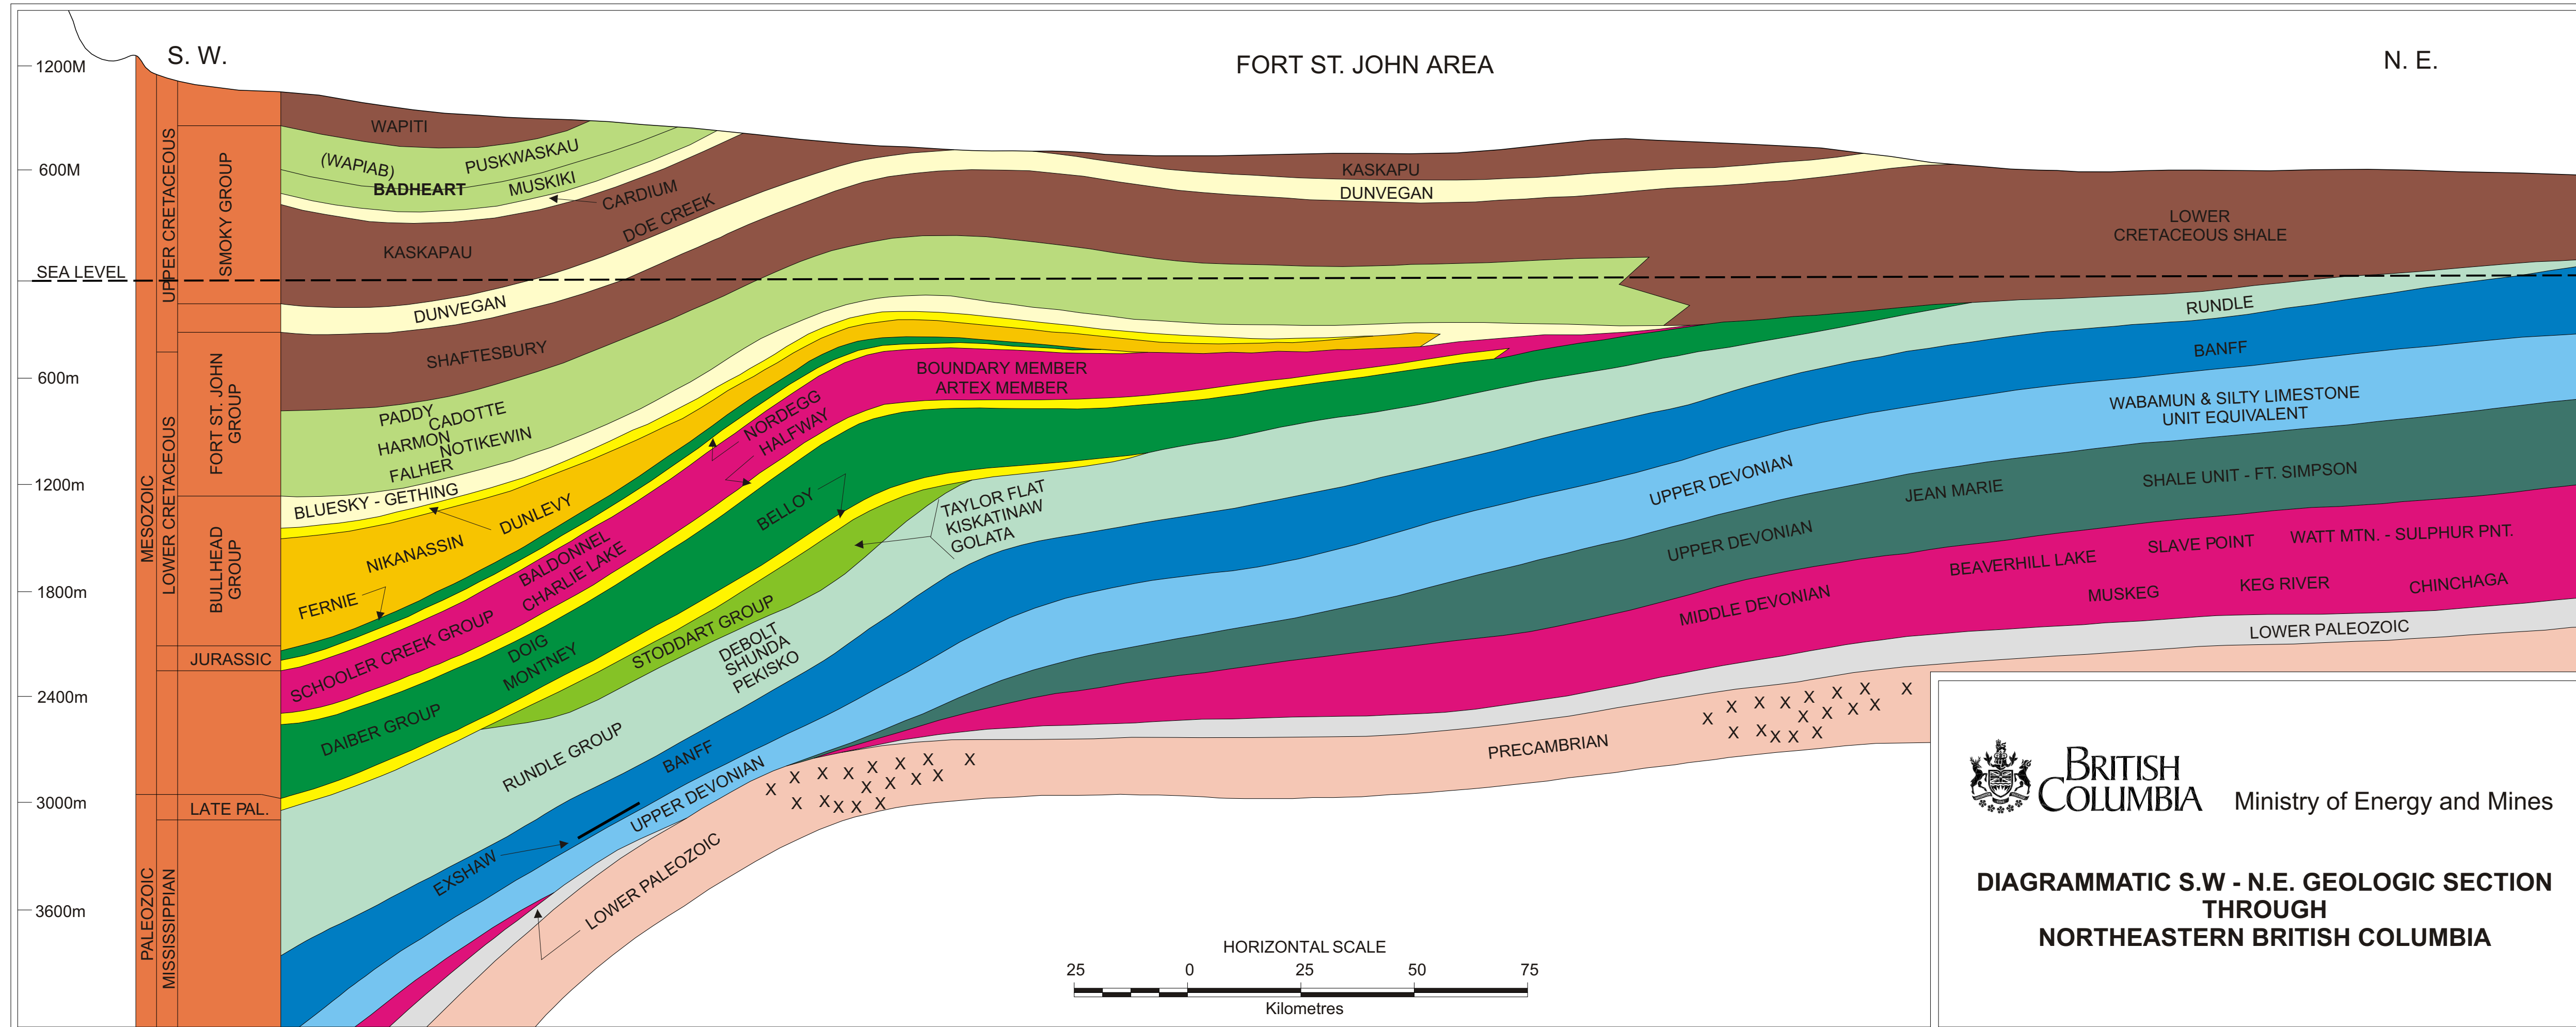 S. W.
FORT ST. JOHN AREA
N. E.
1200M
600M
SEA LEVEL
600m
1200m
1800m
2400m
3000m
3600m
MESOZOIC
PALEOZOIC
UPPER CRETACEOUS
LOWER CRETACEOUS
MISSISSIPPIAN
SMOKY GROUP
FORT ST. JOHN
GROUP
BULLHEAD
GROUP
JURASSIC
LATE PAL.
WAPITI
(WAPIAB)
PUSKWASKAU
BADHEART
MUSKIKI
CARDIUM
DOE CREEK
KASKAPAU
DUNVEGAN
SHAFTESBURY
PADDY
CADOTTE
HARMON
NOTIKEWIN
FALHER
BLUESKY - GETHING
DUNLEVY
NIKANASSIN
FERNIE
BALDONNEL
CHARLIE LAKE
SCHOOLER CREEK GROUP
NORDEGG
HALFWAY
DOIG
MONTNEY
DAIBER GROUP
BELLOY
STODDART GROUP
TAYLOR FLAT
KISKATINAW
GOLATA
DEBOLT
SHUNDA
PEKISKO
RUNDLE GROUP
BANFF
EXSHAW
UPPER DEVONIAN
LOWER PALEOZOIC
KASKAPU
DUNVEGAN
BOUNDARY MEMBER
ARTEX MEMBER
LOWER
CRETACEOUS SHALE
RUNDLE
BANFF
WABAMUN & SILTY LIMESTONE
UNIT EQUIVALENT
UPPER DEVONIAN
UPPER DEVONIAN
JEAN MARIE
SHALE UNIT - FT. SIMPSON
MIDDLE DEVONIAN
BEAVERHILL LAKE
SLAVE POINT
WATT MTN. - SULPHUR PNT.
MUSKEG
KEG RIVER
CHINCHAGA
LOWER PALEOZOIC
PRECAMBRIAN
X X X X X X X X X X X X X X X X
X X X X X X X X X X X X X X X X
HORIZONTAL SCALE
25 0 25 50 75
Kilometres
BRITISH
COLUMBIA
Ministry of Energy and Mines
DIAGRAMMATIC S.W - N.E. GEOLOGIC SECTION
THROUGH
NORTHEASTERN BRITISH COLUMBIA